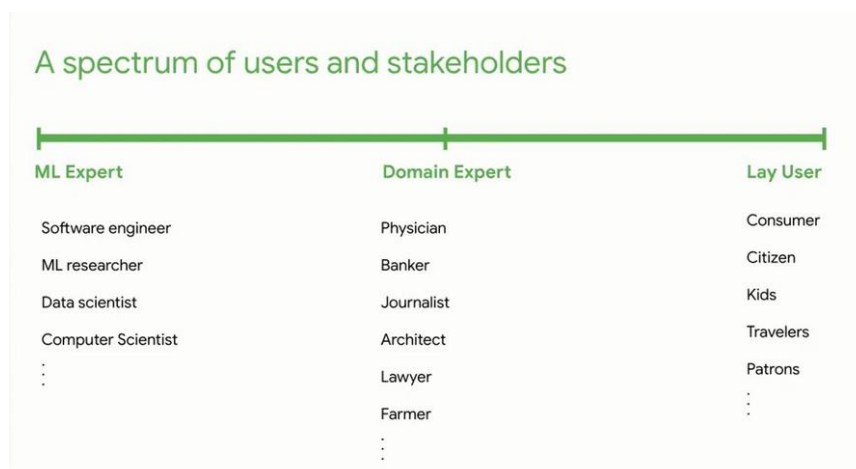 A spectrum of users and stakeholders
ML Expert
Software engineer
ML researcher
Data scientist
Computer Scientist
Domain Expert
Physician
Banker
Journalist
Architect
Lawyer
Farmer
Lay User
Consumer
Citizen
Kids
Travelers
Patrons